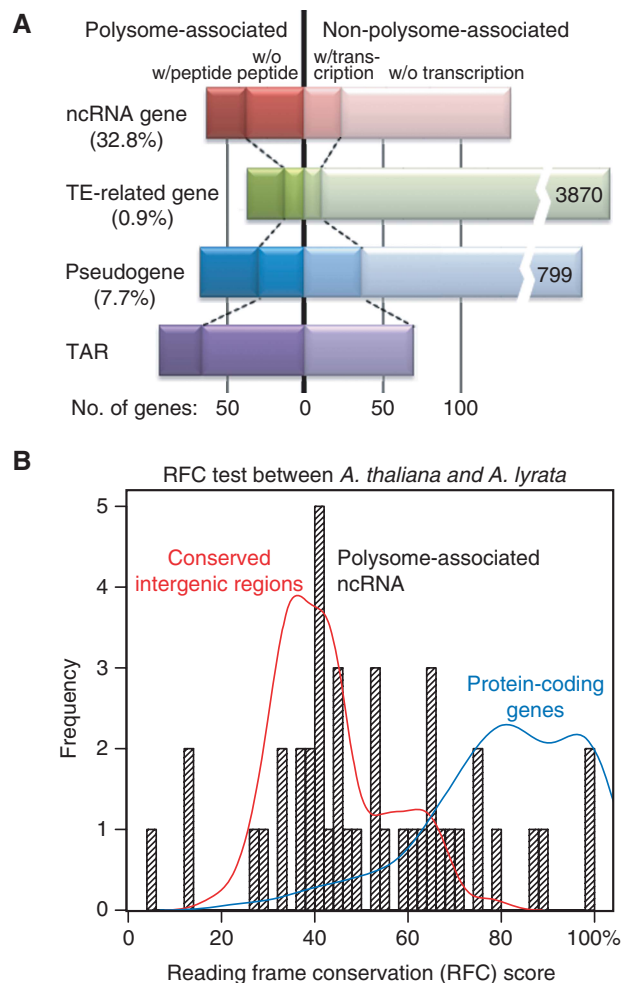 A
Polysome-associated
Non-polysome-associated
w/peptide
w/o
peptide
w/trans-
cription
w/o transcription
ncRNA gene
(32.8%)
TE-related gene
(0.9%)
3870
Pseudogene
(7.7%)
799
TAR
No. of genes: 50 0 50 100
B
RFC test between A. thaliana and A. lyrata
Conserved
intergenic regions
Polysome-associated
ncRNA
Protein-coding
genes
Frequency
5
4
3
2
1
0
0 20 40 60 80 100%
Reading frame conservation (RFC) score